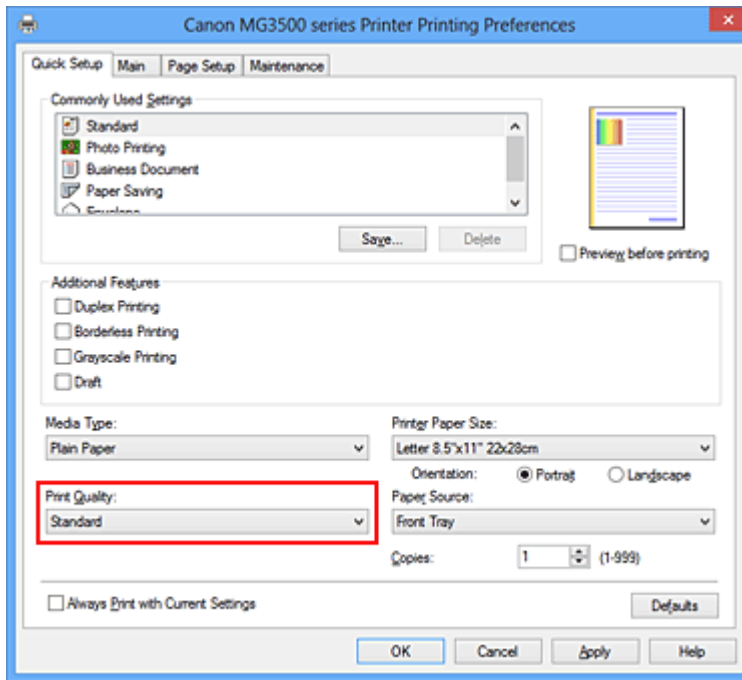 Canon MG3500 series Printer Printing Preferences
Quick Setup Main Page Setup Maintenance
Commonly Used Settings
Standard
Photo Printing
Business Document
Paper Saving
Envelope
Save... Delete
Preview before printing
Additional Features
Duplex Printing
Borderless Printing
Grayscale Printing
Draft
Media Type: Printer Paper Size:
Plain Paper Letter 8.5"x11" 22x28cm
Orientation: Portrait Landscape
Print Quality: Paper Source:
Standard Front Tray
Copies: 1 (1-999)
Always Print with Current Settings Defaults
OK Cancel Apply Help